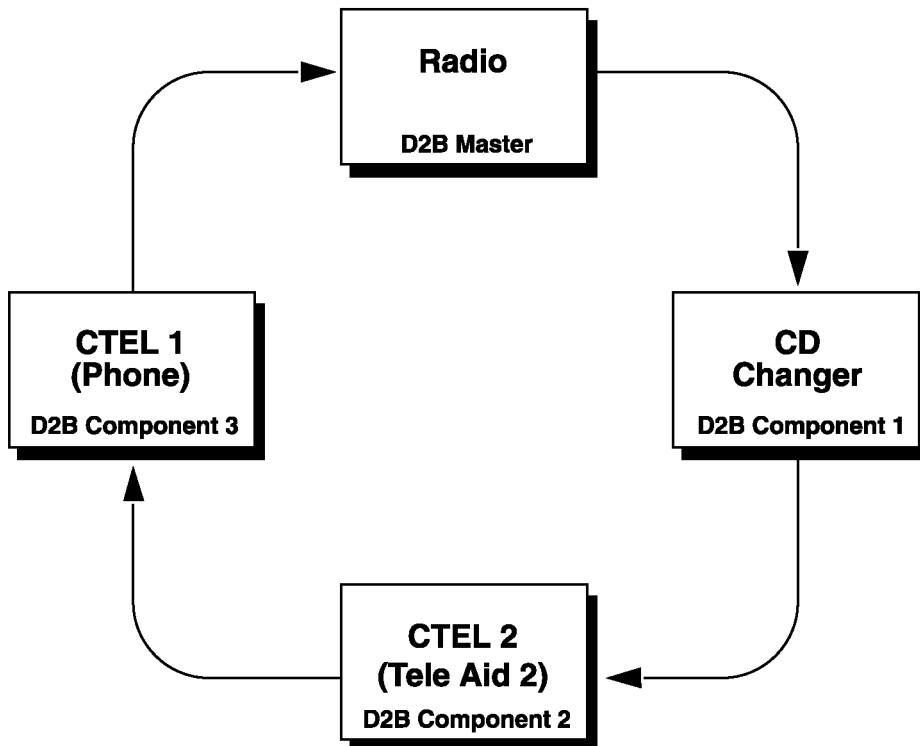 Radio
D2B Master
CTEL 1
(Phone)
D2B Component 3
CD
Changer
D2B Component 1
CTEL 2
(Tele Aid 2)
D2B Component 2